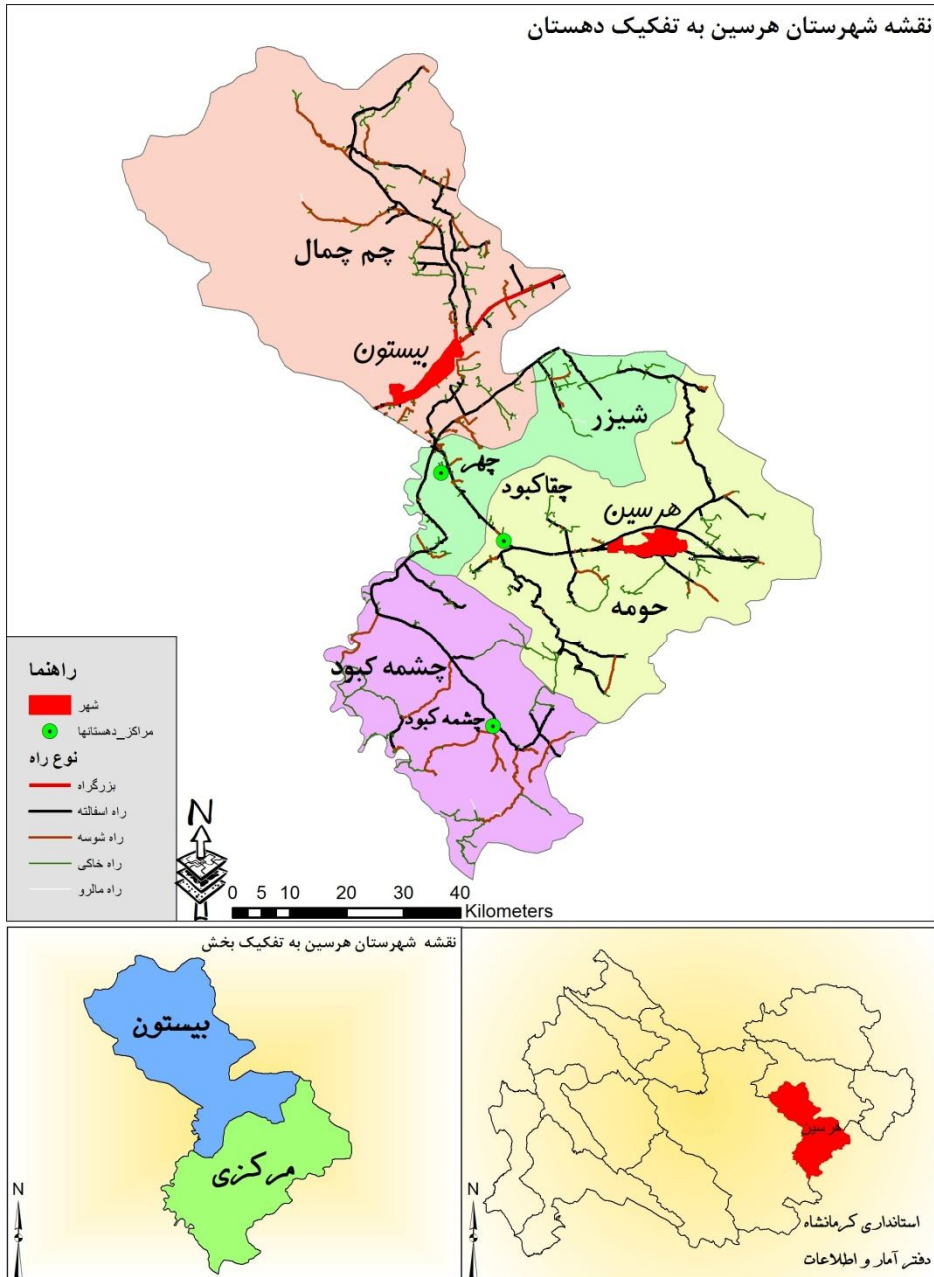 نقشه شهرستان هرسین به تفکیک دهستان
چم چمال
بیستون
شیزر
چهر
چقاکبود
هرسین
حومه
چشمه کبود
چشمه کبود
راهنما
شهر
مراکز_دهستانها
نوع راه
بزرگراه
راه اسفالته
راه شوسه
راه خاکی
راه مالرو
N
0 5 10 20 30 40
Kilometers
نقشه شهرستان هرسین به تفکیک بخش
بیستون
مرکزی
N
هرسین
استانداری کرمانشاه
دفتر آمار و اطلاعات
N